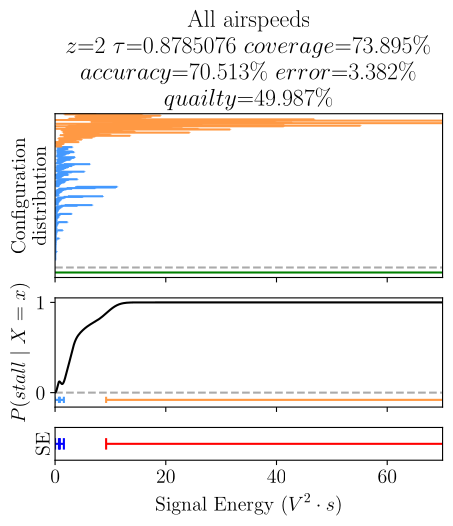 All airspeeds
z=2 τ=0.8785076 coverage=73.895%
accuracy=70.513% error=3.382%
quailty=49.987%
Configuration
distribution
P(stall | X = x)
1
0
SE
0 20 40 60
Signal Energy (V² · s)